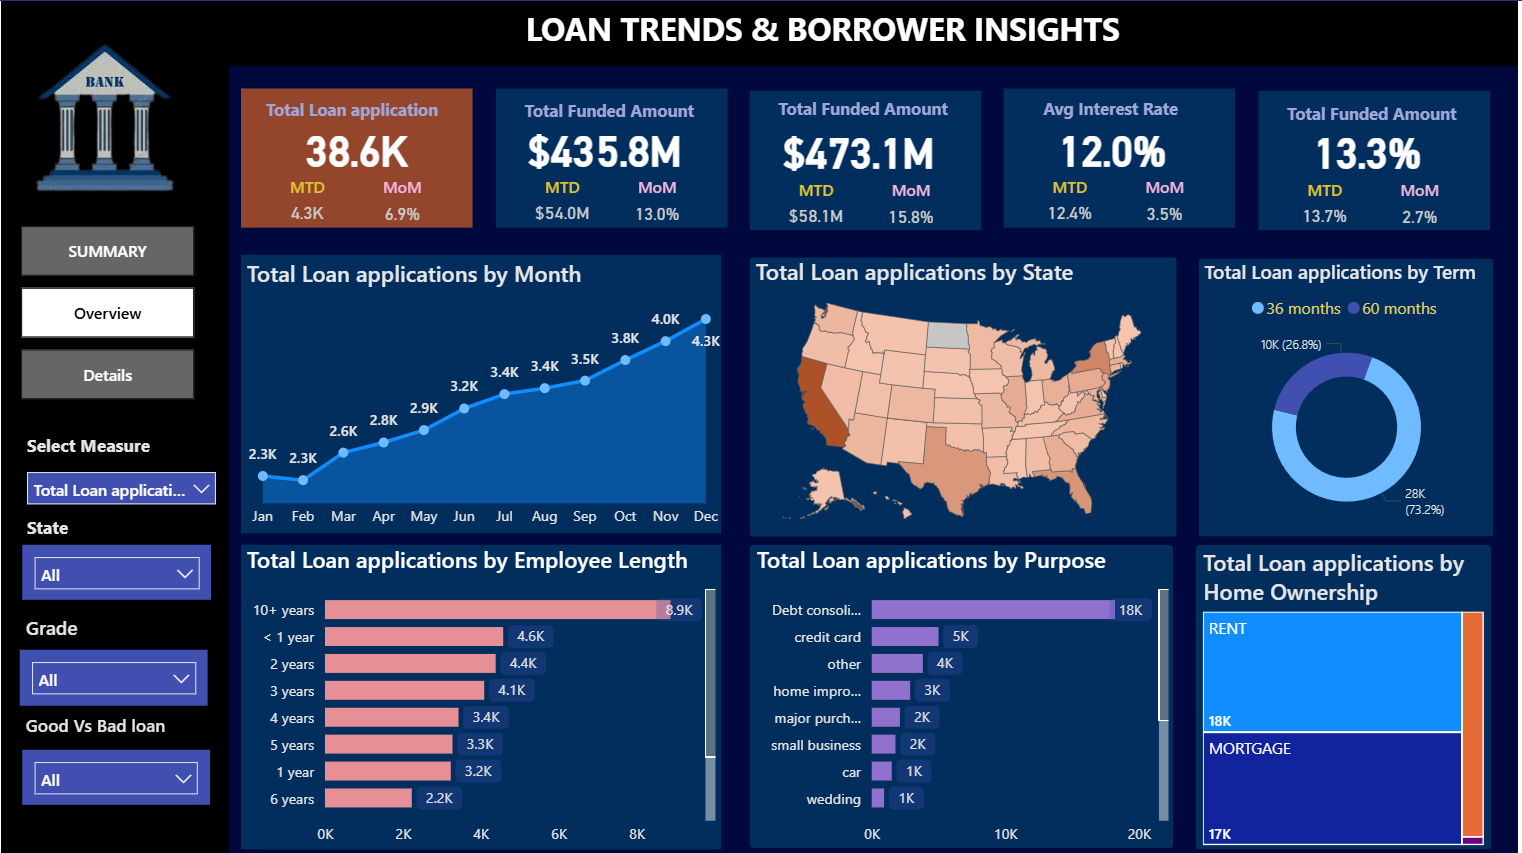 LOAN TRENDS & BORROWER INSIGHTS
BANK
SUMMARY
Overview
Details
Select Measure
Total Loan applicati...
State
All
Grade
All
Good Vs Bad loan
All
Total Loan application
38.6K
MTD MoM
4.3K 6.9%
Total Funded Amount
$435.8M
MTD MoM
$54.0M 13.0%
Total Funded Amount
$473.1M
MTD MoM
$58.1M 15.8%
Avg Interest Rate
12.0%
MTD MoM
12.4% 3.5%
Total Funded Amount
13.3%
MTD MoM
13.7% 2.7%
Total Loan applications by Month
2.3K 2.3K 2.6K 2.8K 2.9K 3.2K 3.4K 3.4K 3.5K 3.8K 4.0K 4.3K
Jan Feb Mar Apr May Jun Jul Aug Sep Oct Nov Dec
Total Loan applications by State
Total Loan applications by Term
36 months 60 months
10K (26.8%)
28K
(73.2%)
Total Loan applications by Employee Length
10+ years 8.9K
< 1 year 4.6K
2 years 4.4K
3 years 4.1K
4 years 3.4K
5 years 3.3K
1 year 3.2K
6 years 2.2K
0K 2K 4K 6K 8K
Total Loan applications by Purpose
Debt consoli... 18K
credit card 5K
other 4K
home impro... 3K
major purch... 2K
small business 2K
car 1K
wedding 1K
0K 10K 20K
Total Loan applications by
Home Ownership
RENT
18K
MORTGAGE
17K